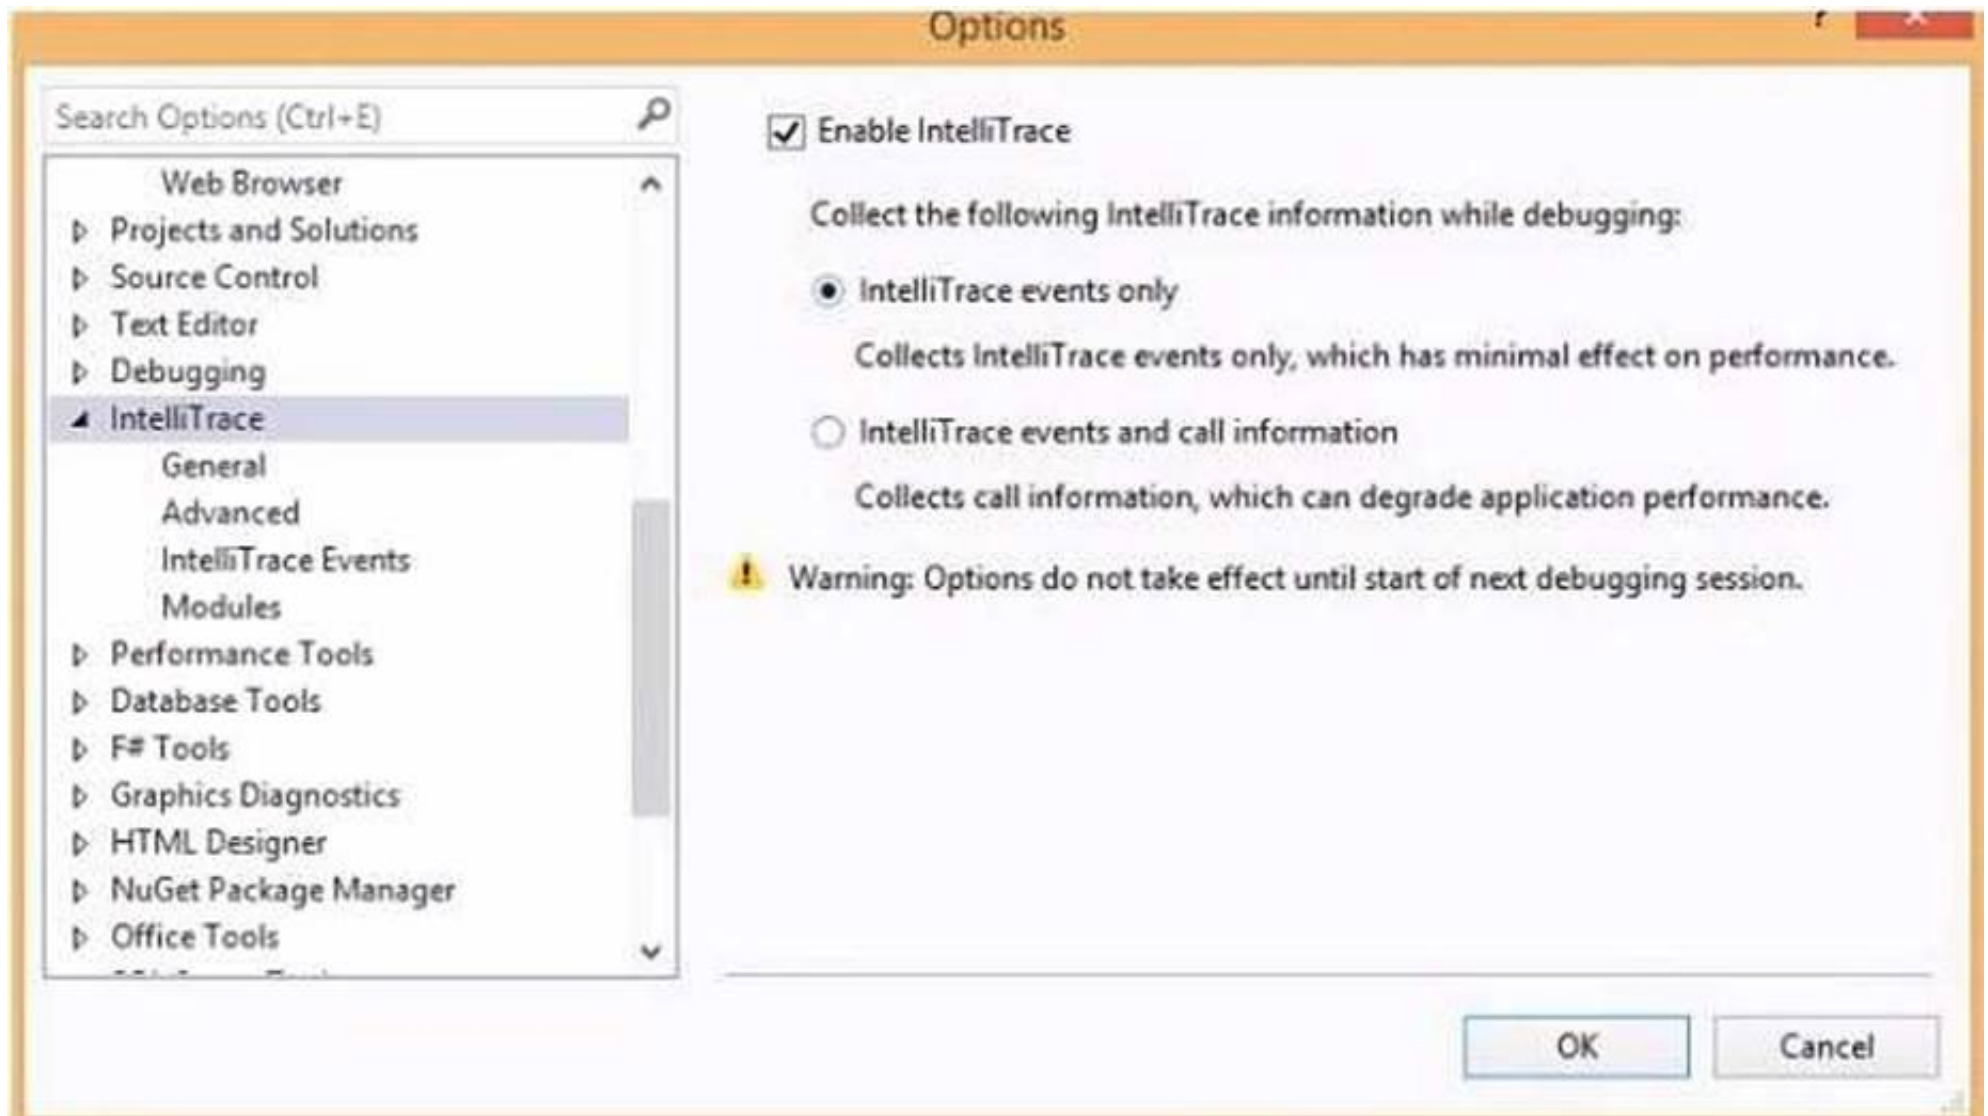 Options
?
Search Options (Ctrl+E)
Web Browser
Projects and Solutions
Source Control
Text Editor
Debugging
IntelliTrace
General
Advanced
IntelliTrace Events
Modules
Performance Tools
Database Tools
F# Tools
Graphics Diagnostics
HTML Designer
NuGet Package Manager
Office Tools
Enable IntelliTrace
Collect the following IntelliTrace information while debugging:
IntelliTrace events only
Collects IntelliTrace events only, which has minimal effect on performance.
IntelliTrace events and call information
Collects call information, which can degrade application performance.
Warning: Options do not take effect until start of next debugging session.
OK
Cancel